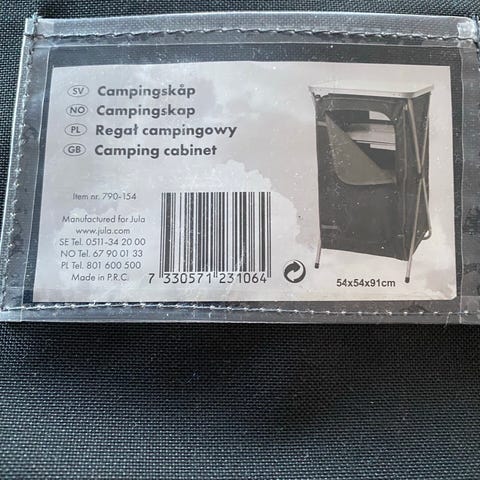 SV Campingskåp
NO Campingskap
PL Regał campingowy
GB Camping cabinet
Item nr. 790-154
Manufactured for Jula
www.jula.com
SE Tel. 0511-34 20 00
NO Tel. 67 90 01 33
PL Tel. 801 600 500
Made in P.R.C.
7 330571 231064
54x54x91cm